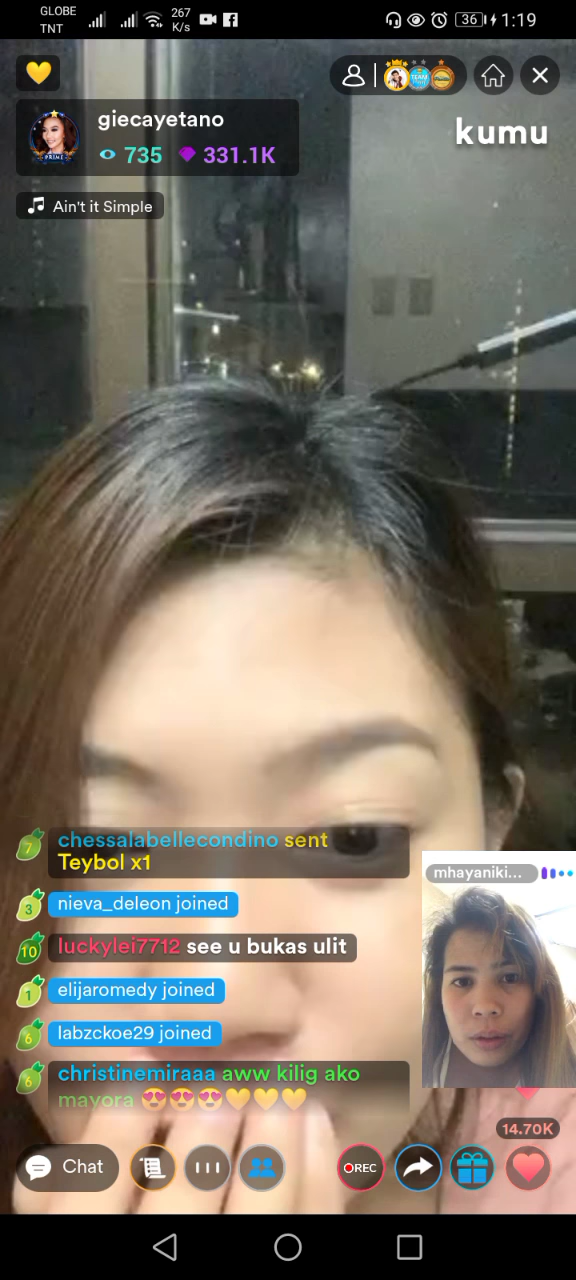 GLOBE
TNT
267
K/s
36
1:19
giecayetano
PRIME
735
331.1K
kumu
TEAM
Ain't it Simple
7
chessalabellecondino sent
Teybol x1
3
nieva_deleon joined
10
luckylei7712 see u bukas ulit
1
elijaromedy joined
6
labzckoe29 joined
6
christinemiraaa aww kilig ako
mayora 😍😍😍💛💛💛
mhayaniki...
14.70K
Chat
REC